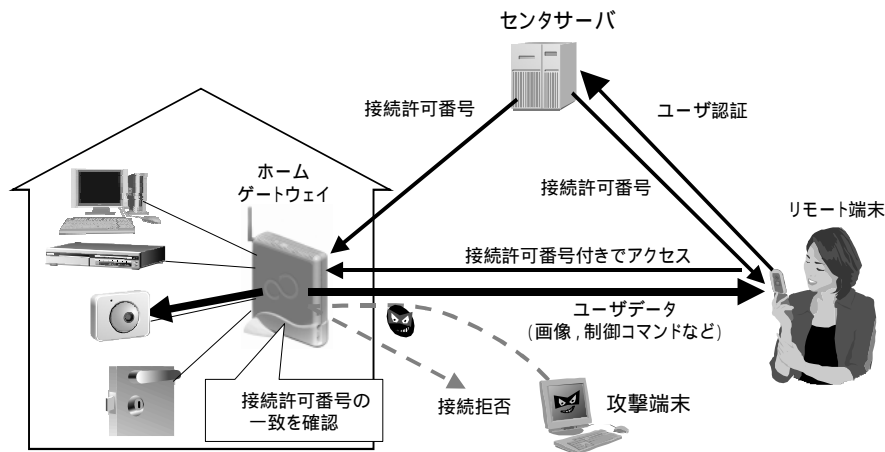 センタサーバ
接続許可番号
ユーザ認証
ホーム
ゲートウェイ
接続許可番号
リモート端末
接続許可番号付きでアクセス
ユーザデータ
(画像,制御コマンドなど)
接続許可番号の
一致を確認
接続拒否
攻撃端末